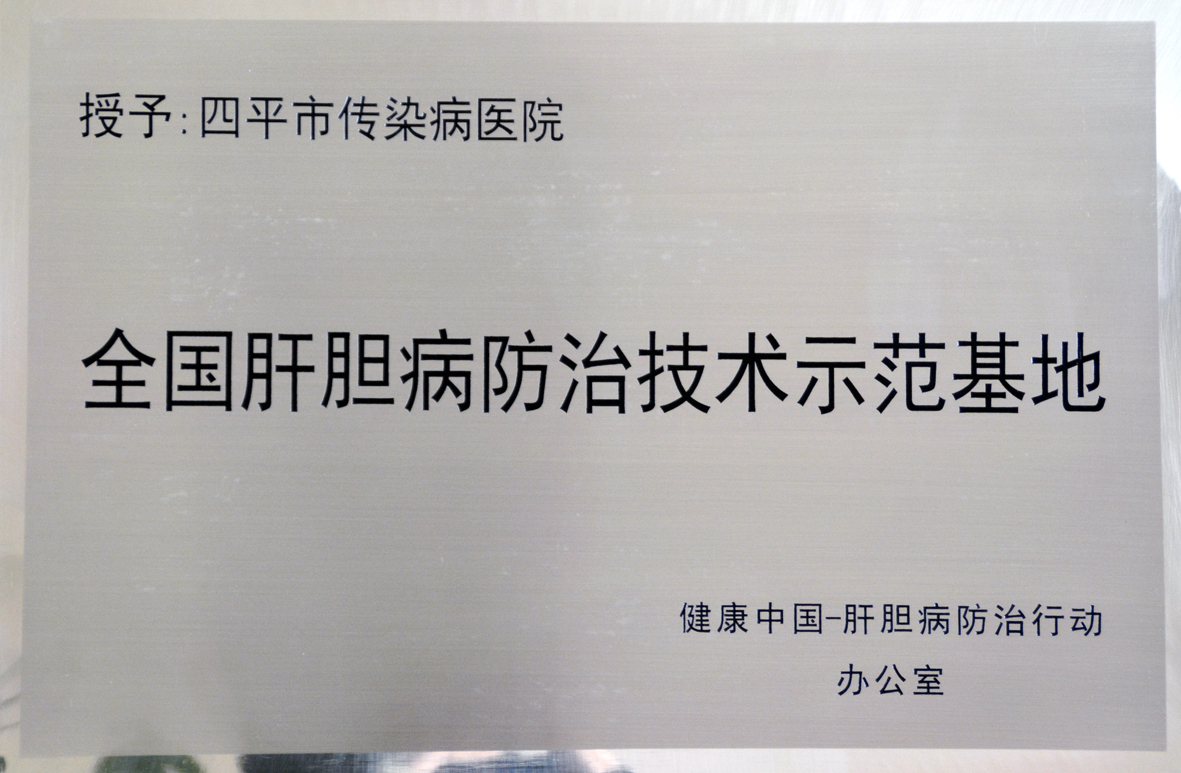 授予:四平市传染病医院
全国肝胆病防治技术示范基地
健康中国-肝胆病防治行动
办公室